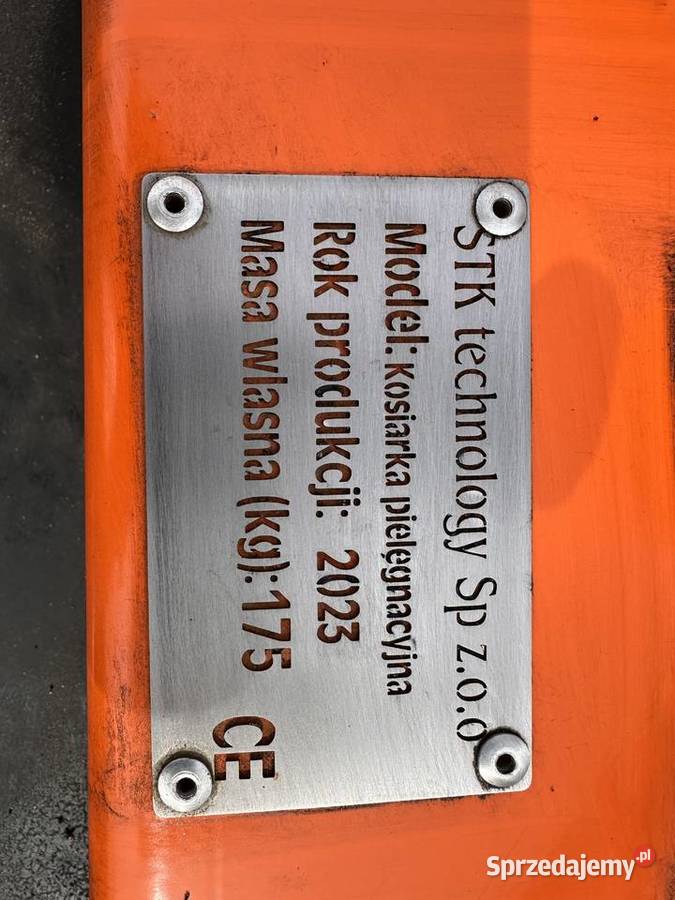 STK technology Sp z.o.o
Model: Kosiarka pielęgnacyjna
Rok produkcji: 2023
Masa własna (kg): 175
CE
Sprzedajemy.pl